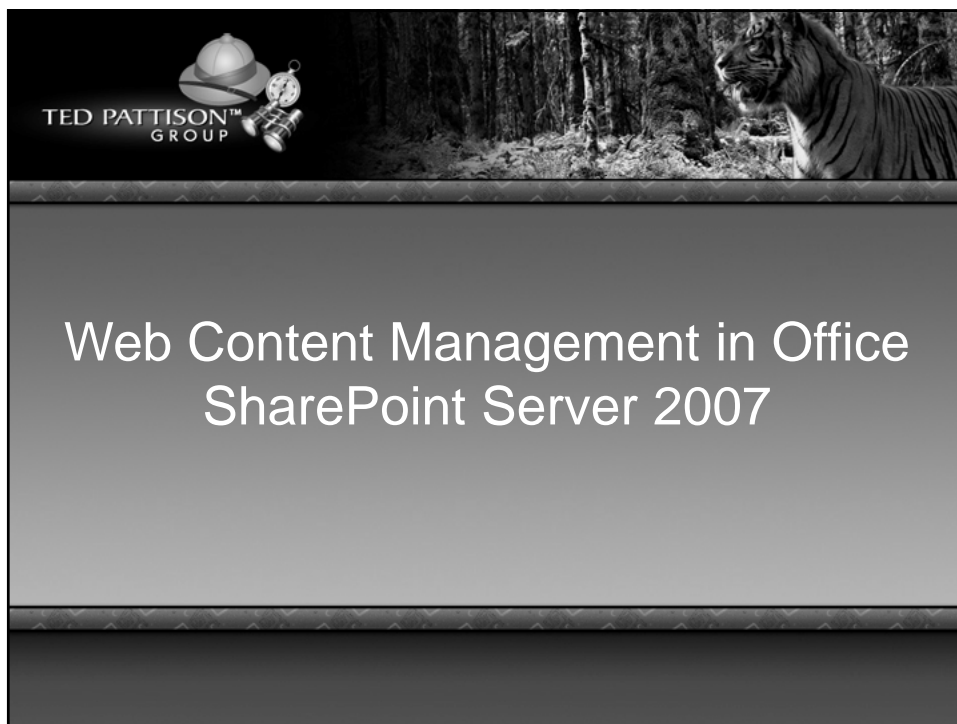 TED PATTISON™
GROUP
Web Content Management in Office
SharePoint Server 2007